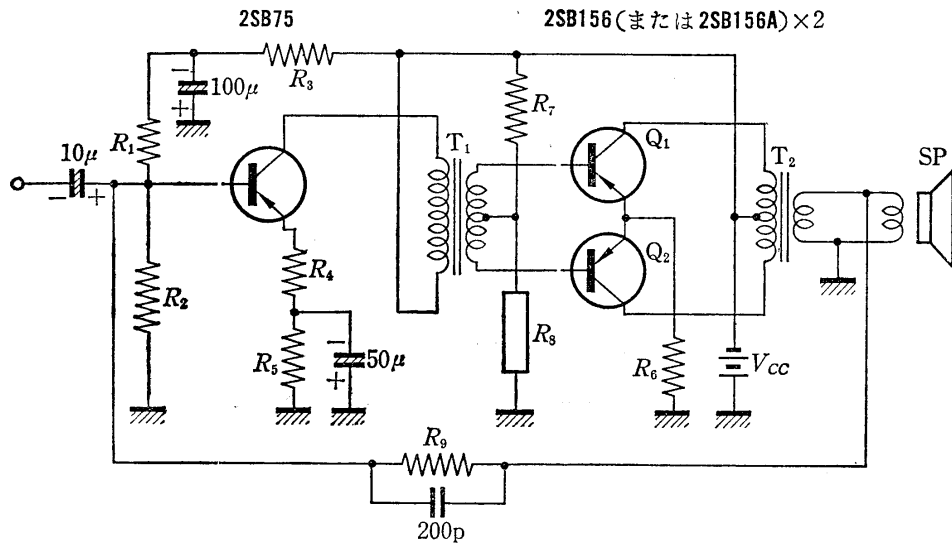 2SB75
2SB156(または2SB156A)×2
R3
100μ
R1
10μ
R2
R4
R5
50μ
T1
R7
R8
Q1
Q2
R6
T2
VCC
SP
R9
200p